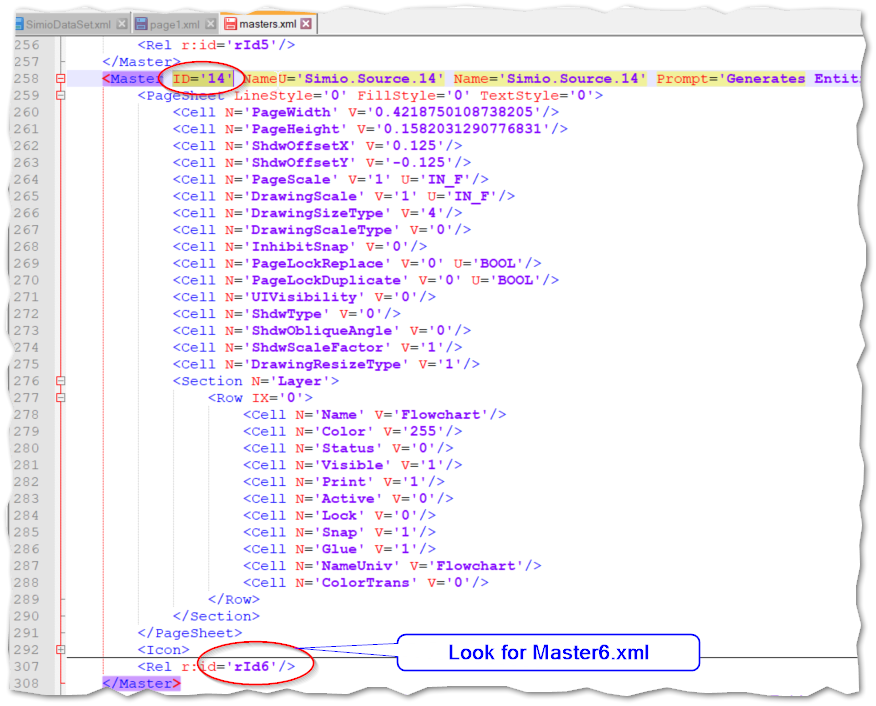 SimioDataSet.xml page1.xml masters.xml
256 <Rel r:id='rId5'/>
257 </Master>
258 <Master ID='14' NameU='Simio.Source.14' Name='Simio.Source.14' Prompt='Generates Entiti
259 <PageSheet LineStyle='0' FillStyle='0' TextStyle='0'>
260 <Cell N='PageWidth' V='0.4218750108738205'/>
261 <Cell N='PageHeight' V='0.1582031290776831'/>
262 <Cell N='ShdwOffsetX' V='0.125'/>
263 <Cell N='ShdwOffsetY' V='-0.125'/>
264 <Cell N='PageScale' V='1' U='IN_F'/>
265 <Cell N='DrawingScale' V='1' U='IN_F'/>
266 <Cell N='DrawingSizeType' V='4'/>
267 <Cell N='DrawingScaleType' V='0'/>
268 <Cell N='InhibitSnap' V='0'/>
269 <Cell N='PageLockReplace' V='0' U='BOOL'/>
270 <Cell N='PageLockDuplicate' V='0' U='BOOL'/>
271 <Cell N='UIVisibility' V='0'/>
272 <Cell N='ShdwType' V='0'/>
273 <Cell N='ShdwObliqueAngle' V='0'/>
274 <Cell N='ShdwScaleFactor' V='1'/>
275 <Cell N='DrawingResizeType' V='1'/>
276 <Section N='Layer'>
277 <Row IX='0'>
278 <Cell N='Name' V='Flowchart'/>
279 <Cell N='Color' V='255'/>
280 <Cell N='Status' V='0'/>
281 <Cell N='Visible' V='1'/>
282 <Cell N='Print' V='1'/>
283 <Cell N='Active' V='0'/>
284 <Cell N='Lock' V='0'/>
285 <Cell N='Snap' V='1'/>
286 <Cell N='Glue' V='1'/>
287 <Cell N='NameUniv' V='Flowchart'/>
288 <Cell N='ColorTrans' V='0'/>
289 </Row>
290 </Section>
291 </PageSheet>
292 <Icon>
Look for Master6.xml
307 <Rel r:id='rId6'/>
308 </Master>